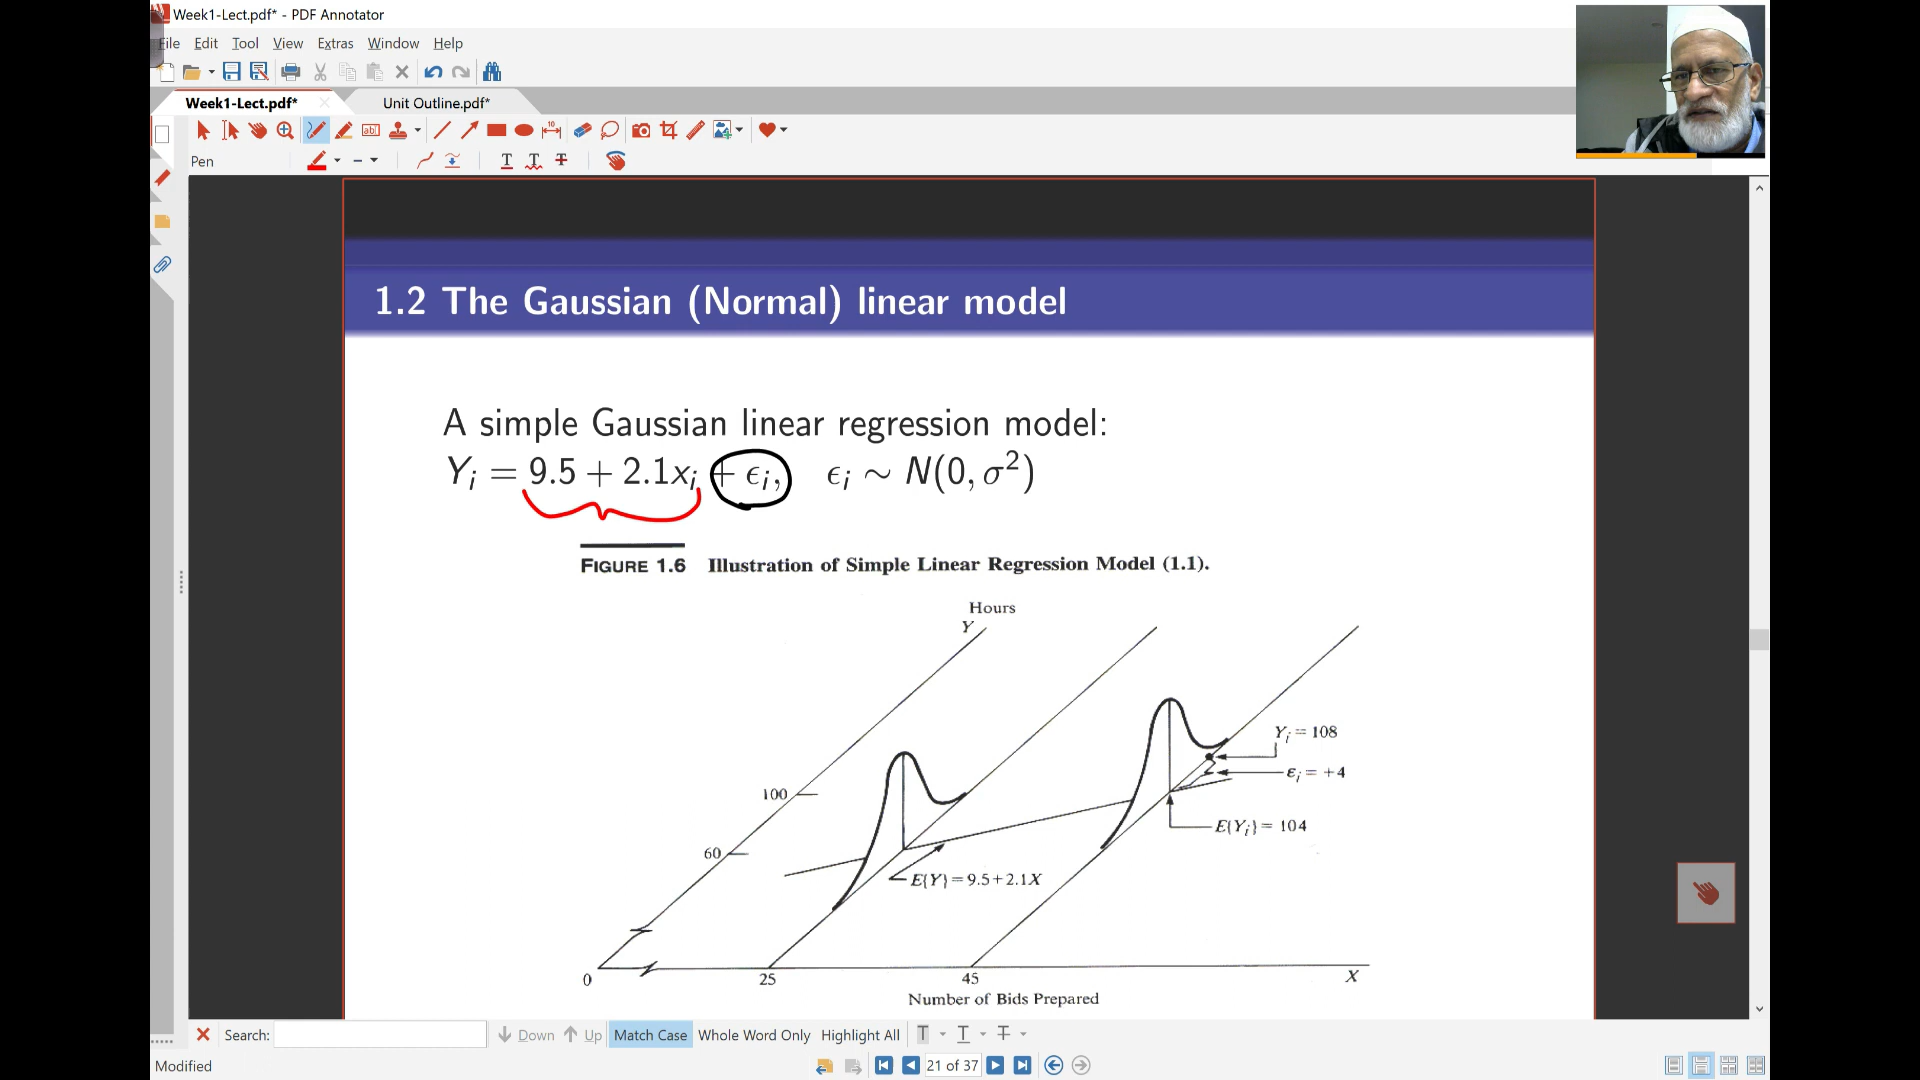 Week1-Lect.pdf* - PDF Annotator
File Edit Tool View Extras Window Help
Week1-Lect.pdf* Unit Outline.pdf*
Pen
1.2 The Gaussian (Normal) linear model
A simple Gaussian linear regression model:
Yᵢ = 9.5 + 2.1xᵢ + ϵᵢ, ϵᵢ ∼ N(0, σ²)
FIGURE 1.6 Illustration of Simple Linear Regression Model (1.1).
Hours
Y
Yᵢ = 108
εᵢ = +4
100
E{Yᵢ} = 104
60
E{Y} = 9.5 + 2.1X
0 25 45 X
Number of Bids Prepared
Search: Down Up Match Case Whole Word Only Highlight All T T T
Modified 21 of 37